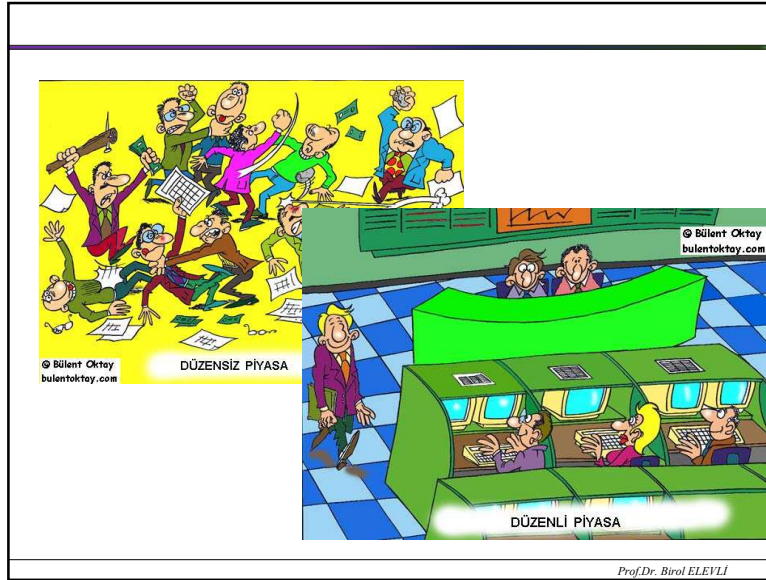 © Bülent Oktay
bulentoktay.com
DÜZENSİZ PİYASA
© Bülent Oktay
bulentoktay.com
DÜZENLİ PİYASA
Prof.Dr. Birol ELEVLİ